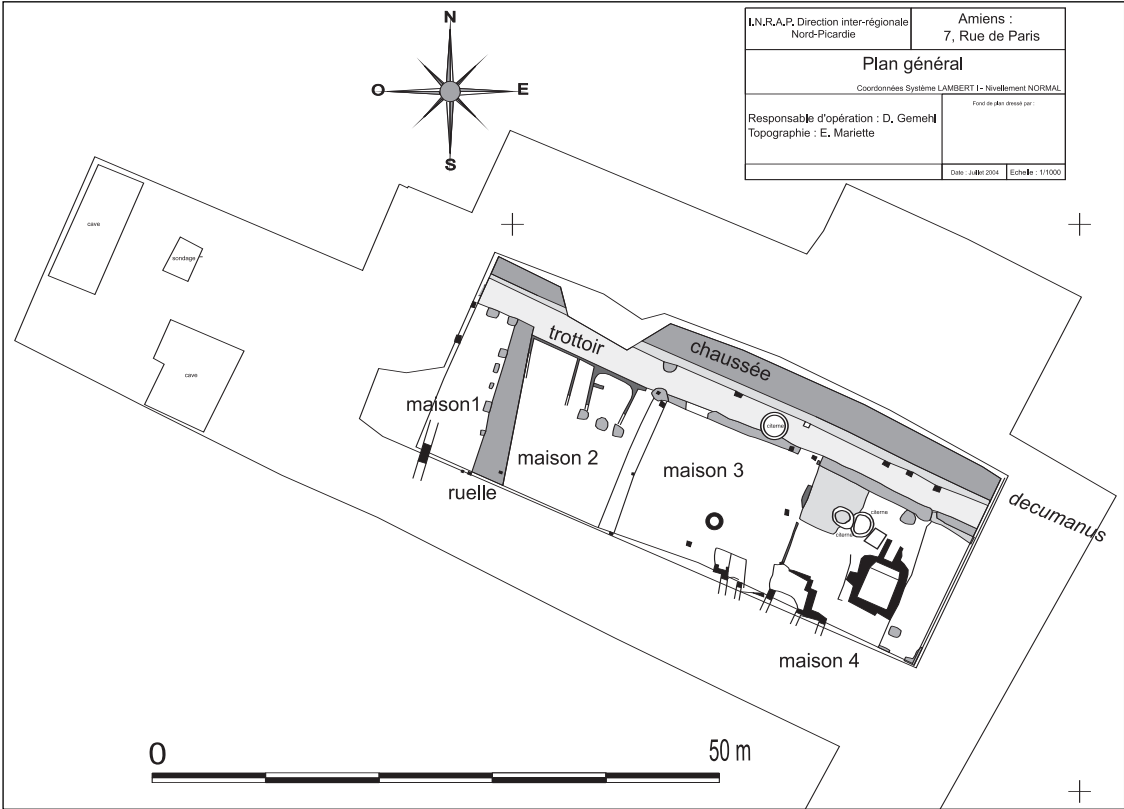 N
O
E
S
I.N.R.A.P. Direction inter-régionale
Nord-Picardie
Amiens :
7, Rue de Paris
Plan général
Coordonnées Système LAMBERT I - Nivellement NORMAL
Responsable d'opération : D. Gemehl
Topographie : E. Mariette
Fond de plan dressé par :
Date : Juillet 2004
Echelle : 1/1000
cave
sondage
cave
trottoir
chaussée
maison1
citerne
maison 2
maison 3
ruelle
citerne
citerne
decumanus
maison 4
0
50 m